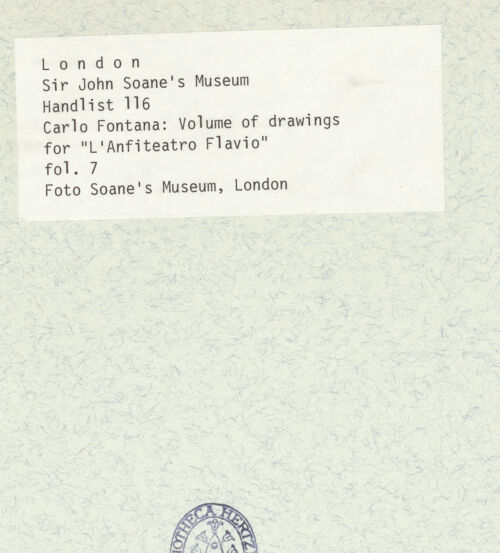 L o n d o n
Sir John Soane's Museum
Handlist 116
Carlo Fontana: Volume of drawings
for "L'Anfiteatro Flavio"
fol. 7
Foto Soane's Museum, London